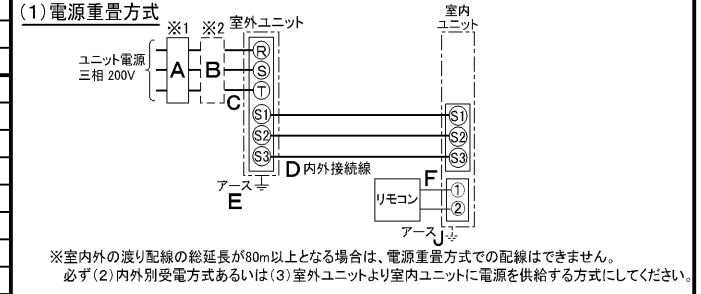 (1)電源重畳方式
※1 ※2 室外ユニット 室内
ユニット
ユニット電源
三相 200V
A B C
R
S
T
S1 S1
S2 S2
S3 S3
D 内外接続線
アース
E
リモコン
F
①
②
アース J
※室内外の渡り配線の総延長が80m以上となる場合は、電源重畳方式での配線はできません。
必ず(2)内外別受電方式あるいは(3)室外ユニットより室内ユニットに電源を供給する方式にしてください。